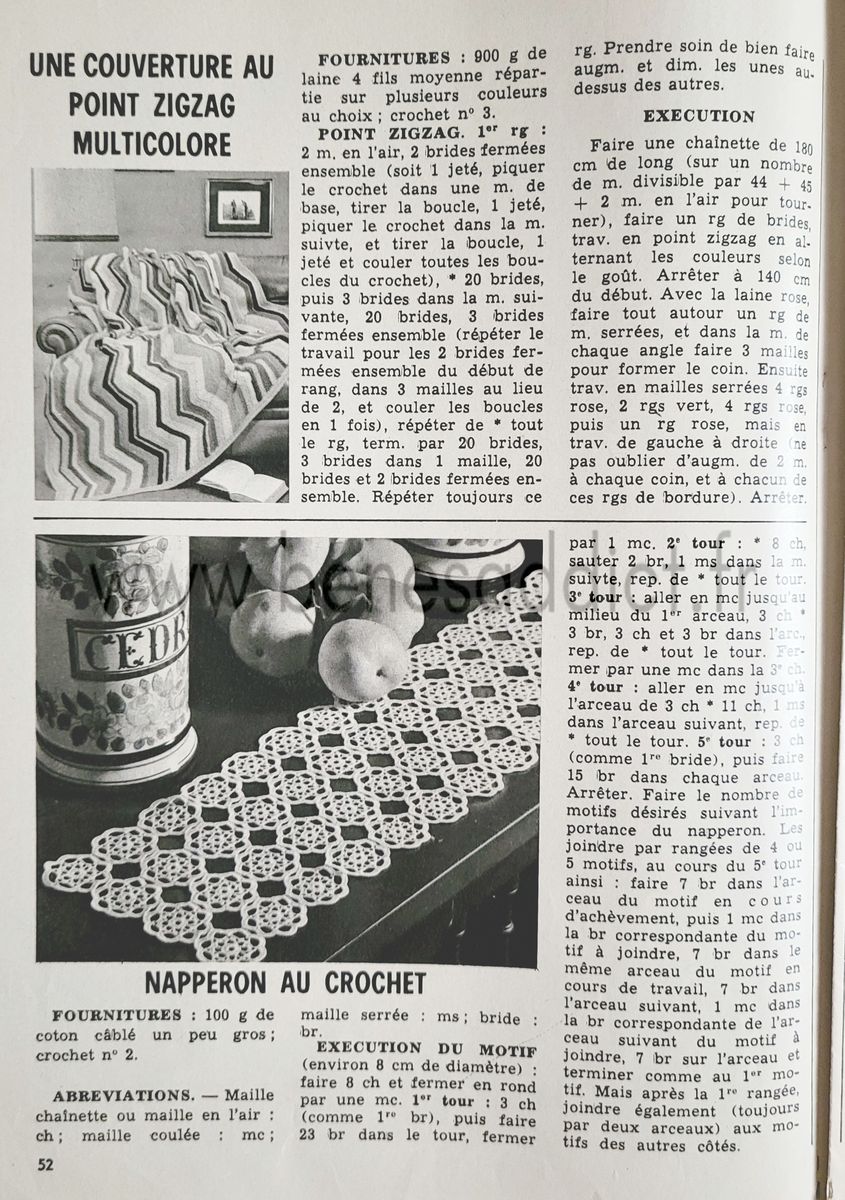 UNE COUVERTURE AU
POINT ZIGZAG
MULTICOLORE
FOURNITURES : 900 g de
laine 4 fils moyenne répar-
tie sur plusieurs couleurs
au choix ; crochet n° 3.
POINT ZIGZAG. 1er rg :
2 m. en l'air, 2 brides fermées
ensemble (soit 1 jeté, piquer
le crochet dans une m. de
base, tirer la boucle, 1 jeté,
piquer le crochet dans la m.
suivte, et tirer la boucle, 1
jeté et couler toutes les bou-
cles du crochet), * 20 brides,
puis 3 brides dans la m. sui-
vante, 20 brides, 3 brides
fermées ensemble (répéter le
travail pour les 2 brides fer-
mées ensemble du début de
rang, dans 3 mailles au lieu
de 2, et couler les boucles
en 1 fois), répéter de * tout
le rg, term. par 20 brides,
3 brides dans 1 maille, 20
brides et 2 brides fermées en-
semble. Répéter toujours ce
rg. Prendre soin de bien faire
augm. et dim. les unes au-
dessus des autres.
EXECUTION
Faire une chaînette de 180
cm de long (sur un nombre
de m. divisible par 44 + 45
+ 2 m. en l'air pour tour-
ner), faire un rg de brides,
trav. en point zigzag en al-
ternant les couleurs selon
le goût. Arrêter à 140 cm
du début. Avec la laine rose,
faire tout autour un rg de
m. serrées, et dans la m. de
chaque angle faire 3 mailles
pour former le coin. Ensuite
trav. en mailles serrées 4 rgs
rose, 2 rgs vert, 4 rgs rose,
puis un rg rose, mais en
trav. de gauche à droite (ne
pas oublier d'augm. de 2 m.
à chaque coin, et à chacun de
ces rgs de bordure). Arrêter.
www.benesaddict.fr
CEDR
NAPPERON AU CROCHET
FOURNITURES : 100 g de
coton câblé un peu gros ;
crochet n° 2.
ABREVIATIONS. — Maille
chaînette ou maille en l'air :
ch ; maille coulée : mc ;
maille serrée : ms ; bride :
br.
EXECUTION DU MOTIF
(environ 8 cm de diamètre) :
faire 8 ch et fermer en rond
par une mc. 1er tour : 3 ch
(comme 1re br), puis faire
23 br dans le tour, fermer
par 1 mc. 2e tour : * 8 ch,
sauter 2 br, 1 ms dans la m.
suivte, rep. de * tout le tour.
3e tour : aller en mc jusqu'au
milieu du 1er arceau, 3 ch *
3 br, 3 ch et 3 br dans l'arc.,
rep. de * tout le tour. Fer-
mer par une mc dans la 3e ch.
4e tour : aller en mc jusqu'à
l'arceau de 3 ch * 11 ch, 1 ms
dans l'arceau suivant, rep. de
* tout le tour. 5e tour : 3 ch
(comme 1re bride), puis faire
15 br dans chaque arceau.
Arrêter. Faire le nombre de
motifs désirés suivant l'im-
portance du napperon. Les
joindre par rangées de 4 ou
5 motifs, au cours du 5e tour
ainsi : faire 7 br dans l'ar-
ceau du motif en cours
d'achèvement, puis 1 mc dans
la br correspondante du mo-
tif à joindre, 7 br dans le
même arceau du motif en
cours de travail, 7 br dans
l'arceau suivant, 1 mc dans
la br correspondante de l'ar-
ceau suivant du motif à
joindre, 7 br sur l'arceau et
terminer comme au 1er mo-
tif. Mais après la 1re rangée,
joindre également (toujours
par deux arceaux) aux mo-
tifs des autres côtés.
52